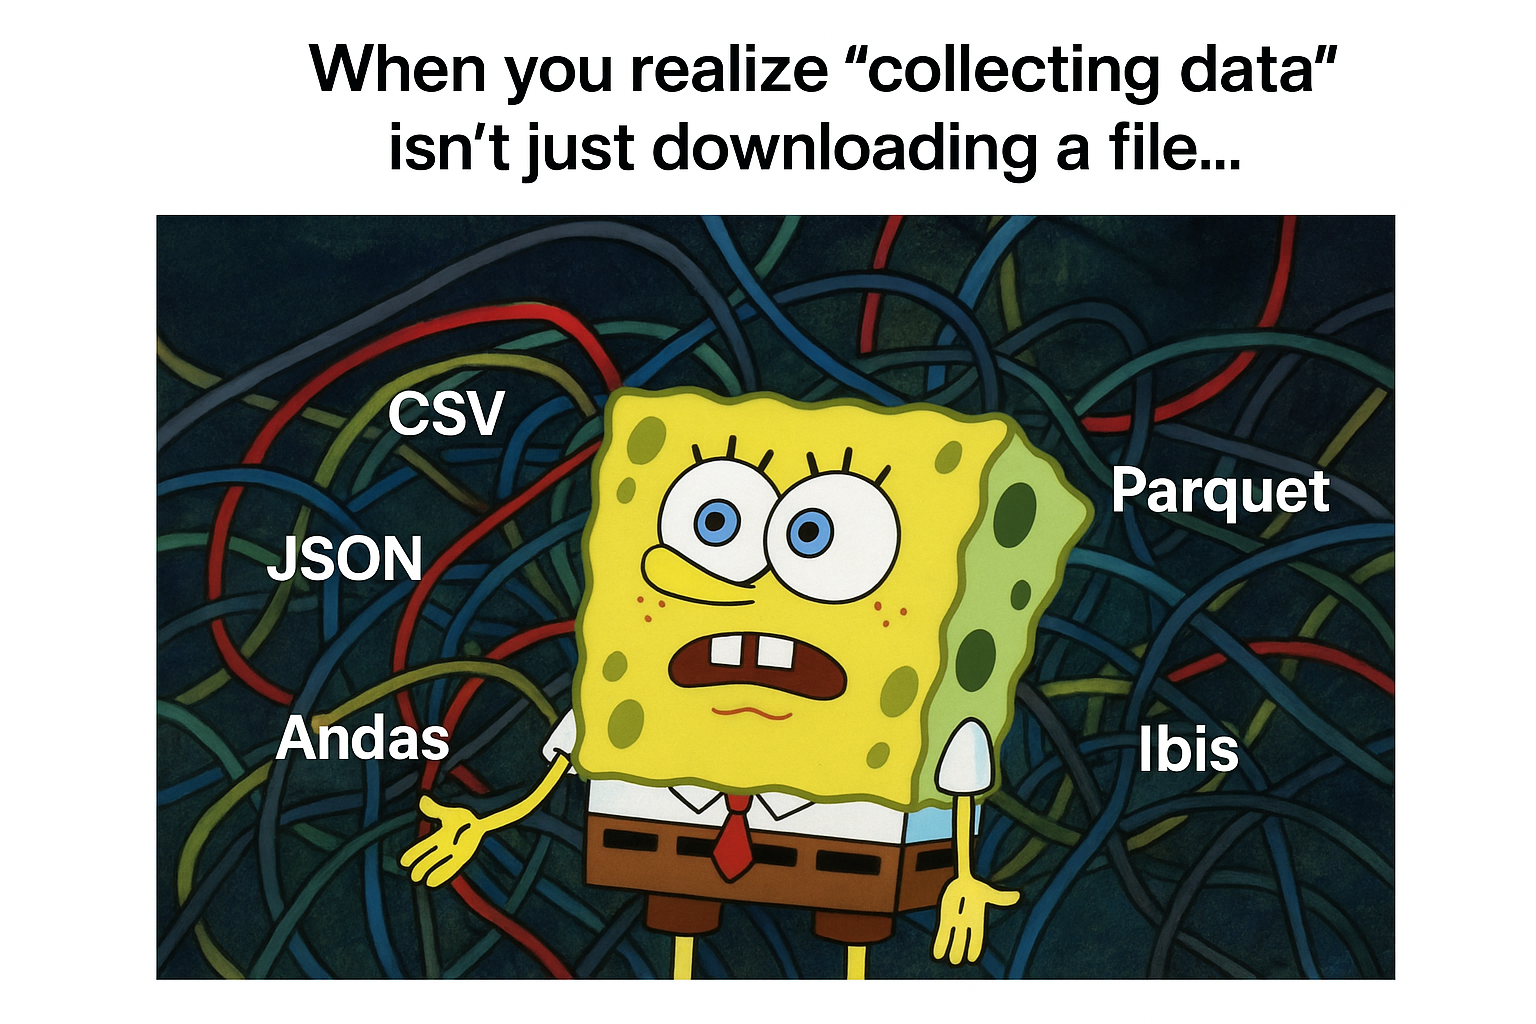 When you realize “collecting data”
isn’t just downloading a file...
CSV
Parquet
JSON
Andas
Ibis